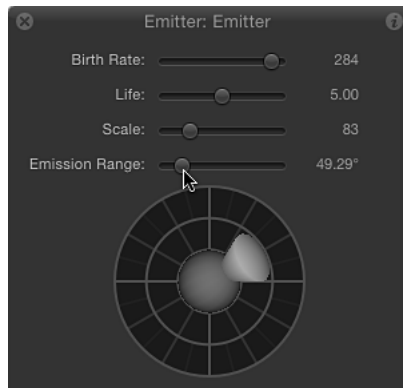 Emitter: Emitter
Birth Rate: 284
Life: 5.00
Scale: 83
Emission Range: 49.29°